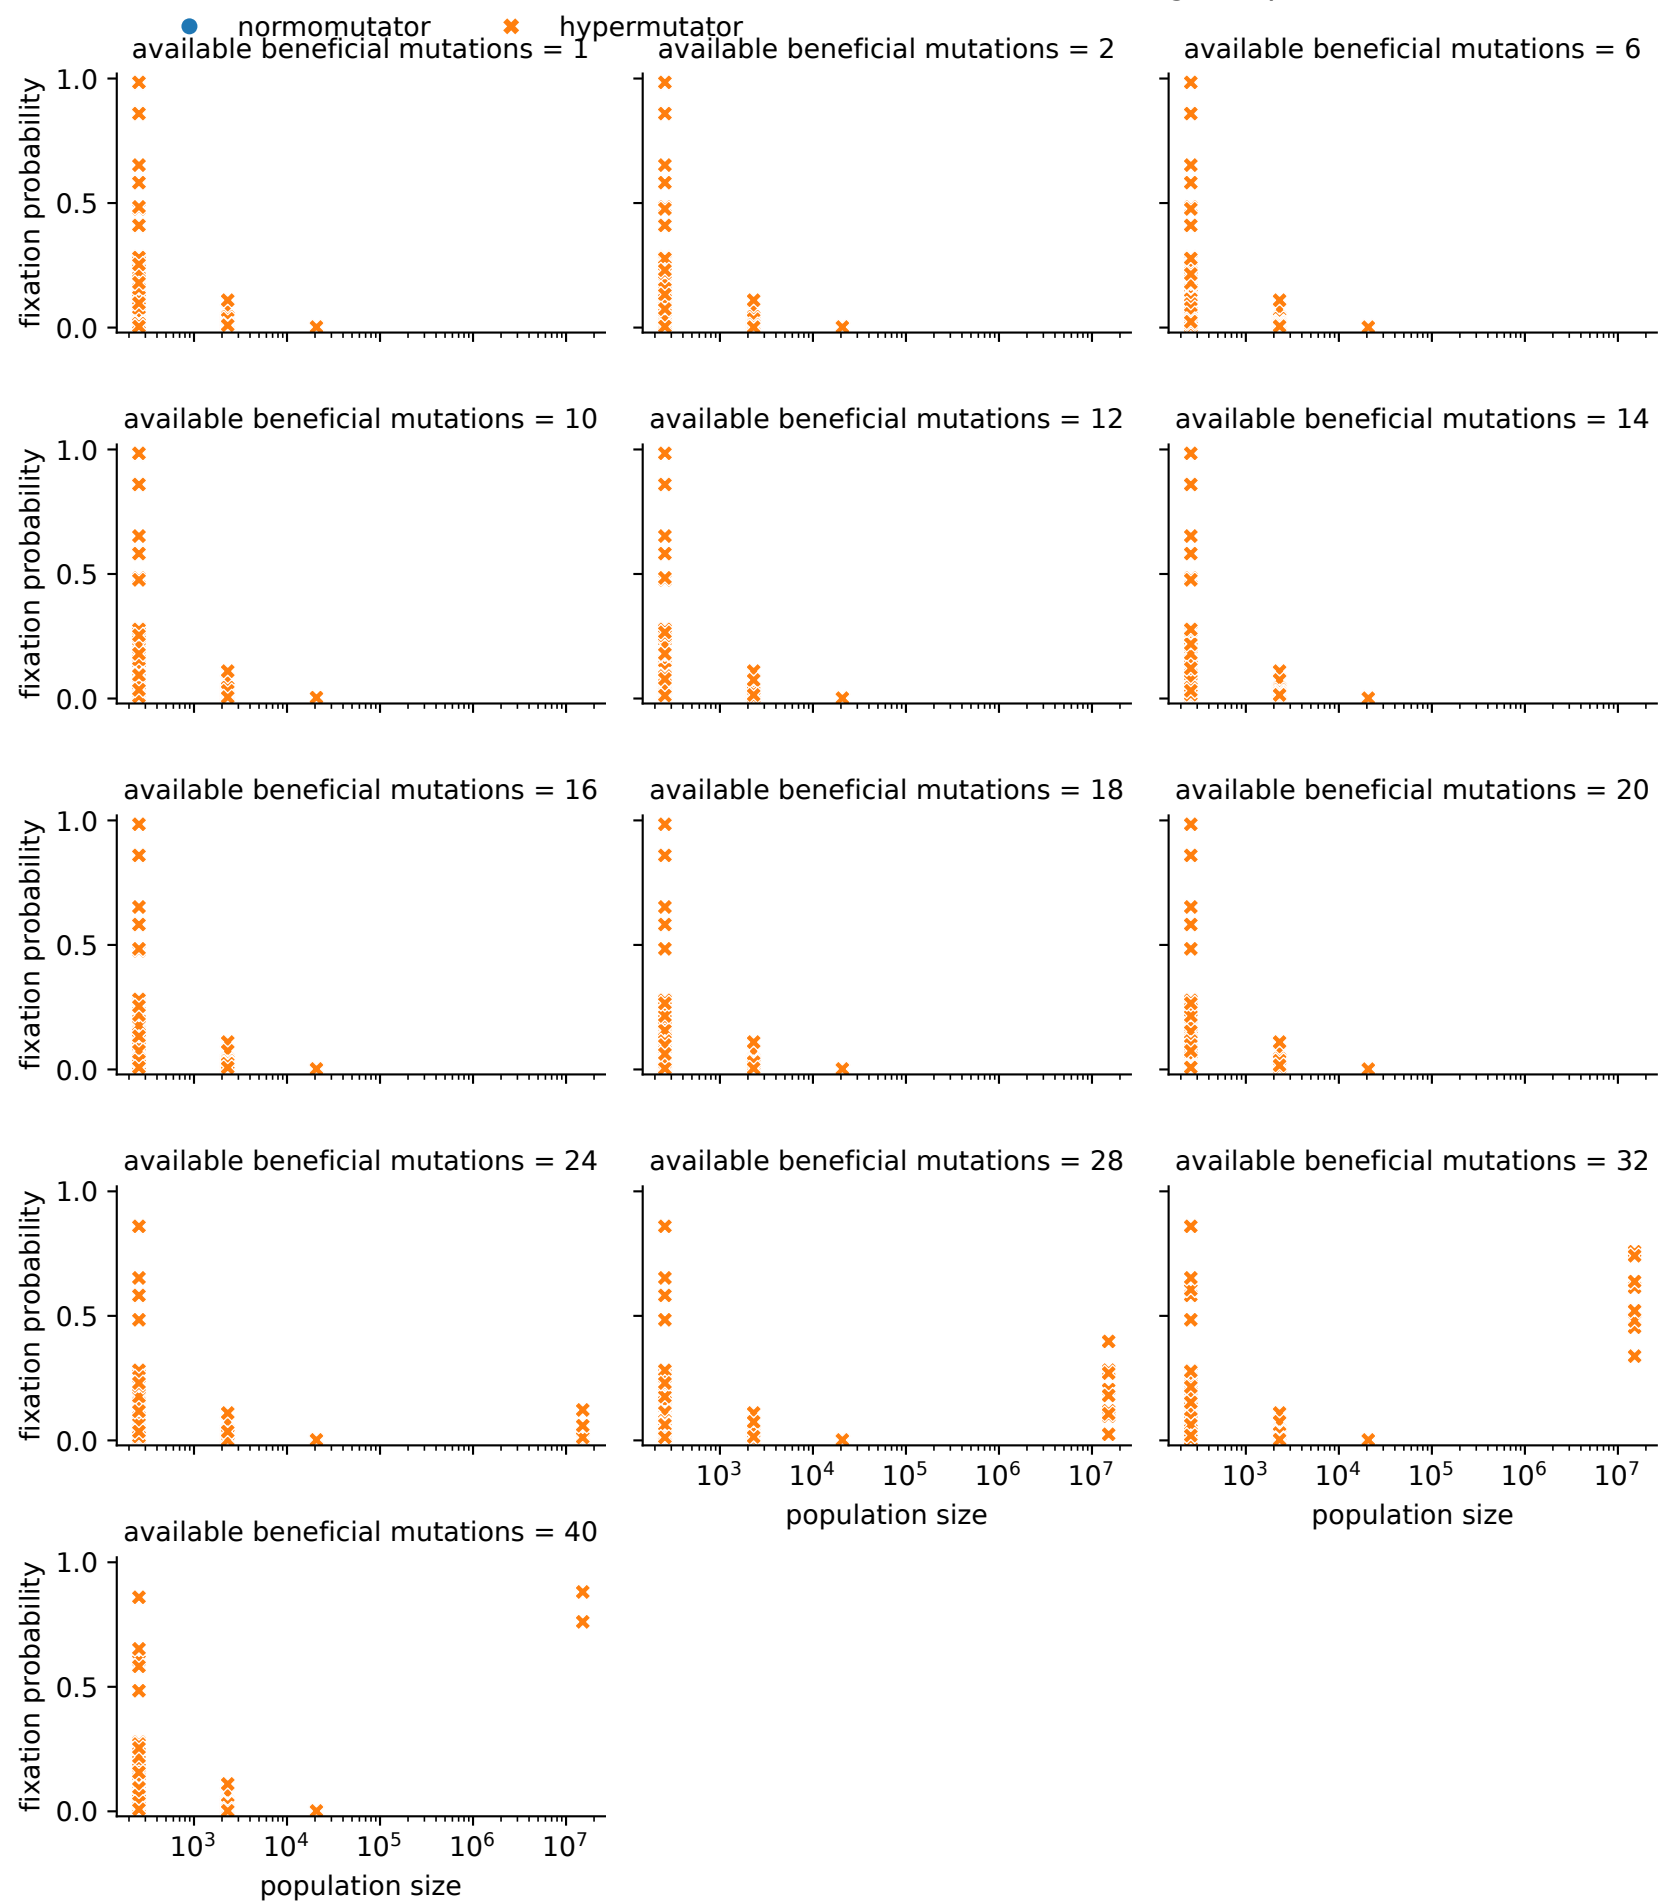 normomutator hypermutator
available beneficial mutations = 1 available beneficial mutations = 2 available beneficial mutations = 6
fixation probability
1.0
0.5
0.0
available beneficial mutations = 10 available beneficial mutations = 12 available beneficial mutations = 14
fixation probability
1.0
0.5
0.0
available beneficial mutations = 16 available beneficial mutations = 18 available beneficial mutations = 20
fixation probability
1.0
0.5
0.0
available beneficial mutations = 24 available beneficial mutations = 28 available beneficial mutations = 32
fixation probability
1.0
0.5
0.0
10³ 10⁴ 10⁵ 10⁶ 10⁷ 10³ 10⁴ 10⁵ 10⁶ 10⁷
population size population size
available beneficial mutations = 40
fixation probability
1.0
0.5
0.0
10³ 10⁴ 10⁵ 10⁶ 10⁷
population size